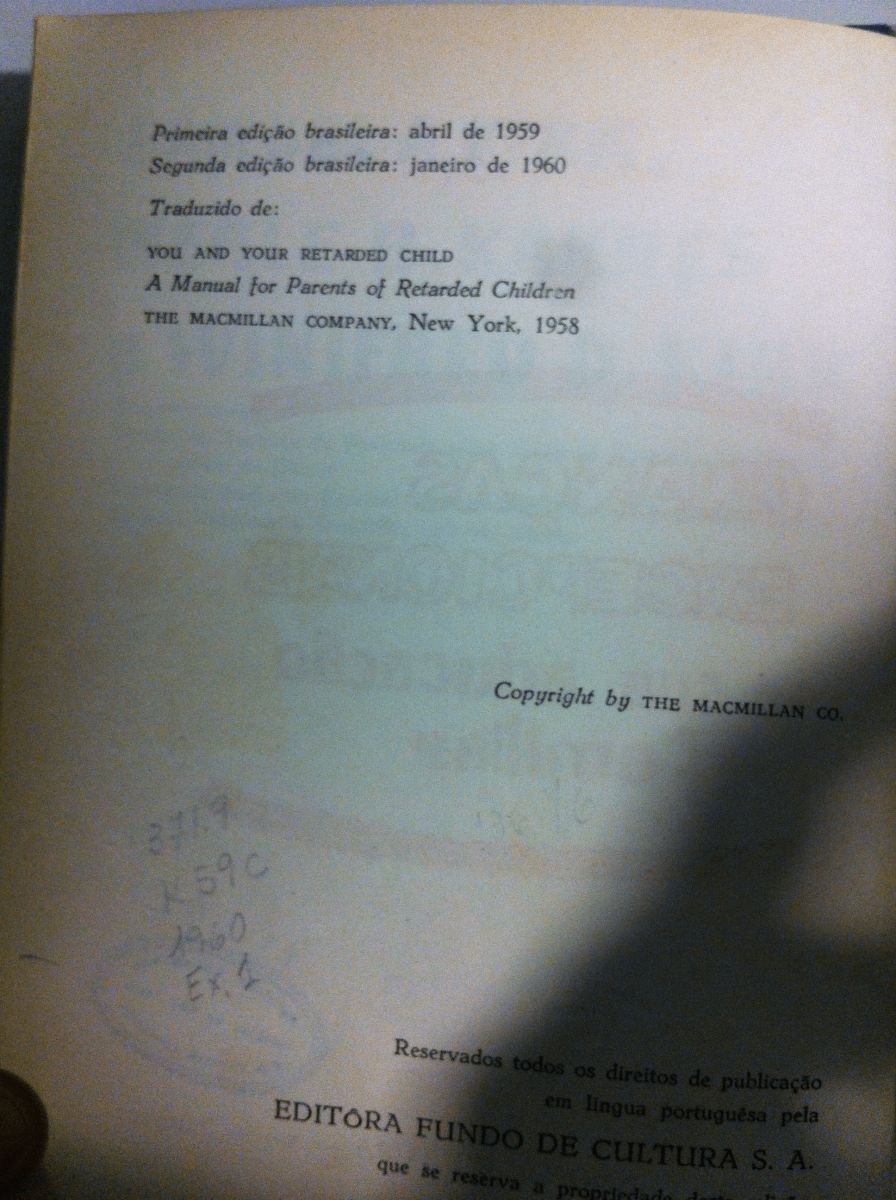 Primeira edição brasileira: abril de 1959
Segunda edição brasileira: janeiro de 1960
Traduzido de:
YOU AND YOUR RETARDED CHILD
A Manual for Parents of Retarded Children
THE MACMILLAN COMPANY, New York, 1958
Copyright by THE MACMILLAN CO.
371.9
K 59 c
1960
Ex. 1
Reservados todos os direitos de publicação
em língua portuguêsa pela
EDITÔRA FUNDO DE CULTURA S. A.
que se reserva a propriedade